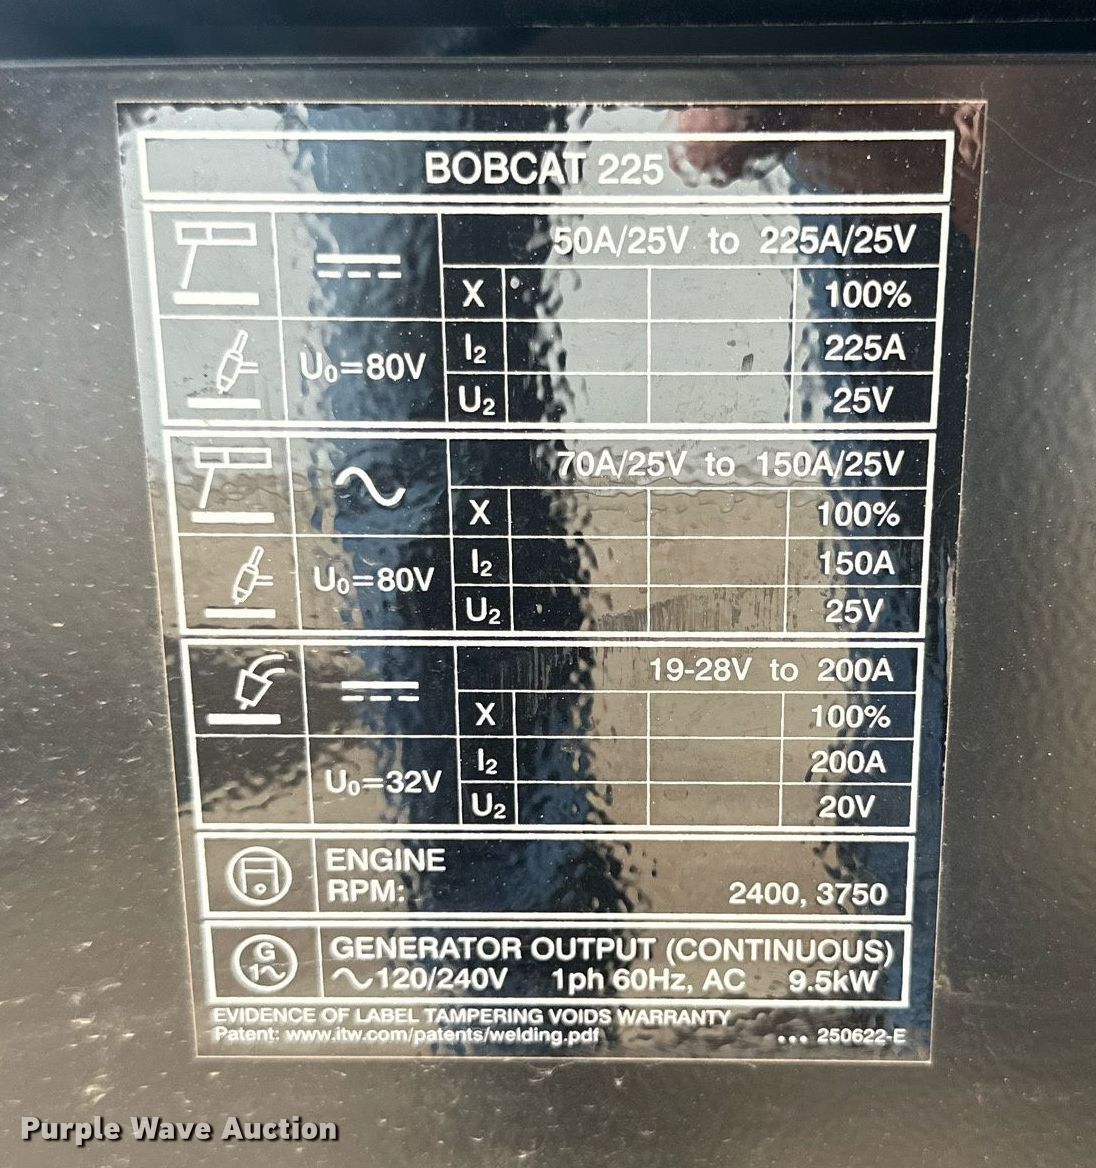 BOBCAT 225
50A/25V to 225A/25V
X 100%
U₀=80V
I₂ 225A
U₂ 25V
70A/25V to 150A/25V
X 100%
U₀=80V
I₂ 150A
U₂ 25V
19-28V to 200A
X 100%
U₀=32V
I₂ 200A
U₂ 20V
ENGINE
RPM: 2400, 3750
G
1~
GENERATOR OUTPUT (CONTINUOUS)
~120/240V 1ph 60Hz, AC 9.5kW
EVIDENCE OF LABEL TAMPERING VOIDS WARRANTY
Patent: www.itw.com/patents/welding.pdf ••• 250622-E
Purple Wave Auction